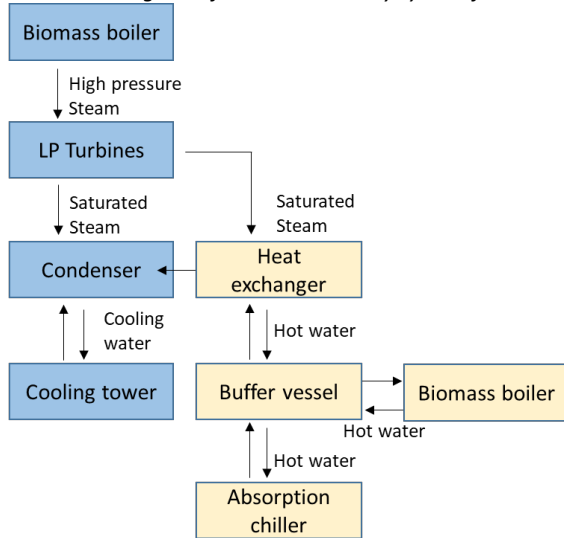 Biomass boiler
High pressure
Steam
LP Turbines
Saturated
Steam
Saturated
Steam
Condenser
Heat
exchanger
Cooling
water
Hot water
Cooling tower
Buffer vessel
Biomass boiler
Hot water
Hot water
Absorption
chiller